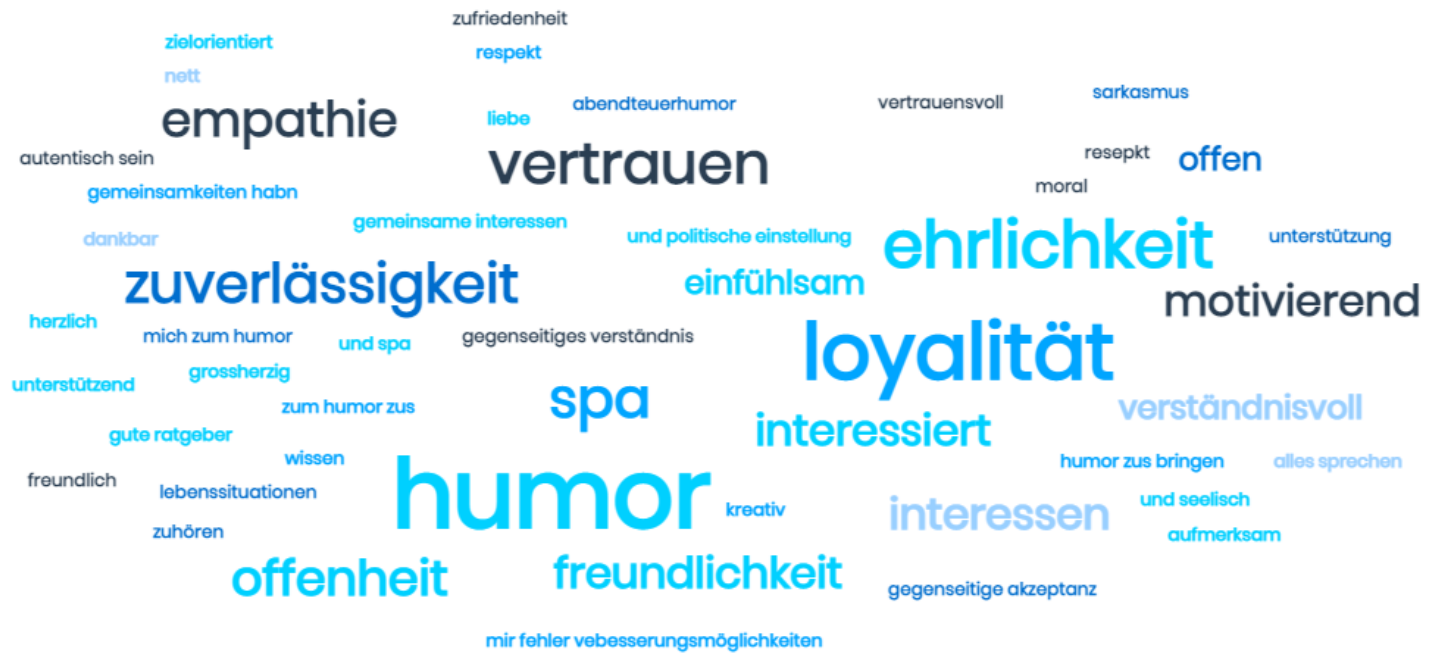 zufriedenheit
zielorientiert
respekt
nett
abendteuerhumor
vertrauensvoll
sarkasmus
empathie
liebe
vertrauen
autentisch sein
resepkt
offen
moral
gemeinsamkeiten habn
gemeinsame interessen
dankbar
und politische einstellung
ehrlichkeit
unterstützung
zuverlässigkeit
einfühlsam
motivierend
herzlich
mich zum humor
und spa
gegenseitiges verständnis
loyalität
grossherzig
unterstützend
zum humor zus
spa
verständnisvoll
gute ratgeber
interessiert
wissen
humor zus bringen
alles sprechen
freundlich
lebenssituationen
humor
kreativ
interessen
und seelisch
zuhören
aufmerksam
offenheit
freundlichkeit
gegenseitige akzeptanz
mir fehler vebesserungsmöglichkeiten